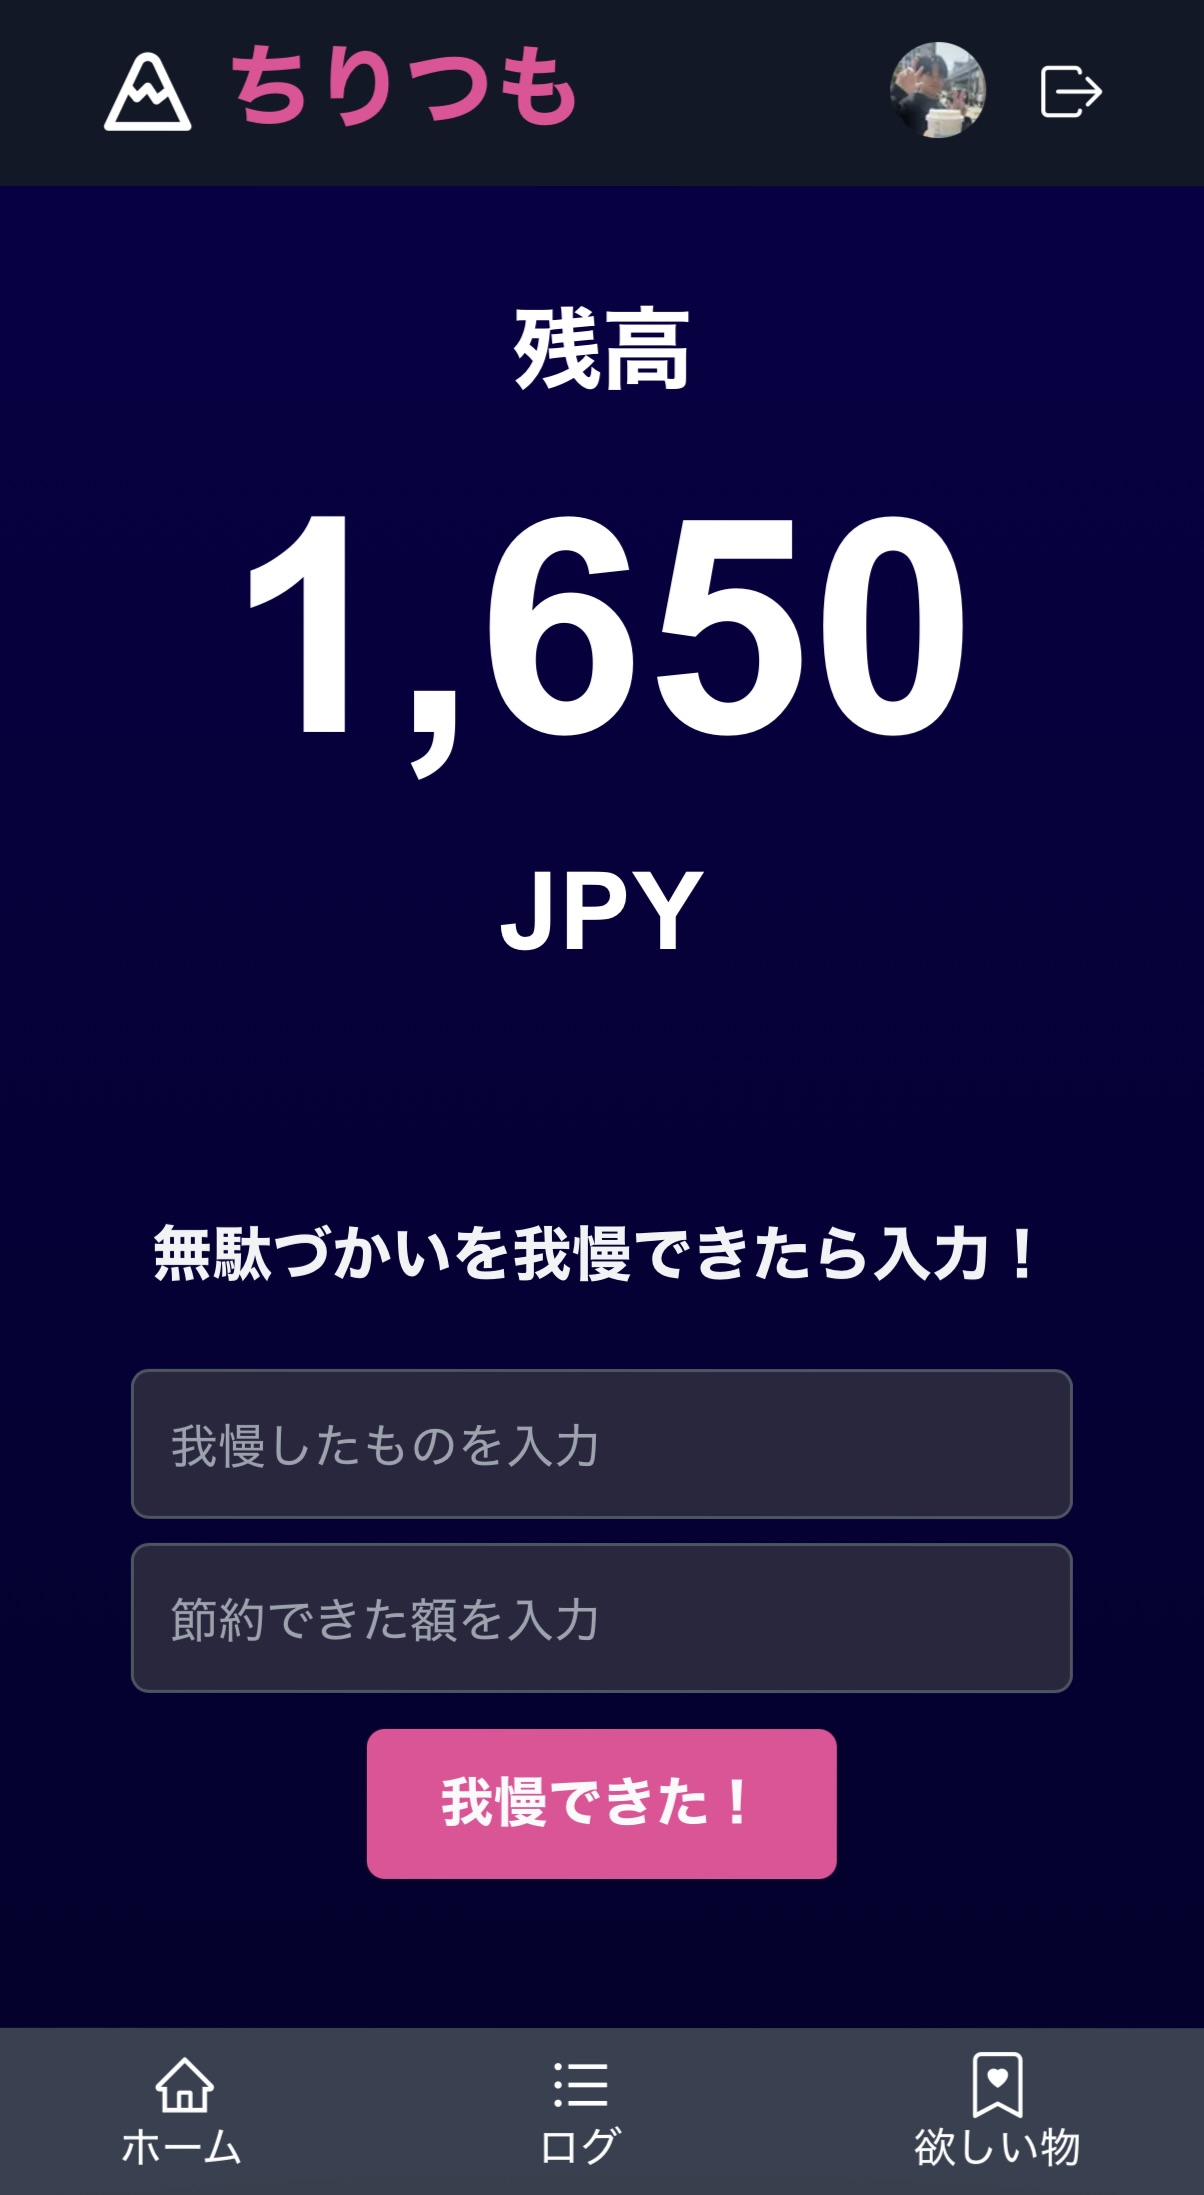 ちりつも
残高
1,650
JPY
無駄づかいを我慢できたら入力！
我慢したものを入力
節約できた額を入力
我慢できた！
ホーム
ログ
欲しい物